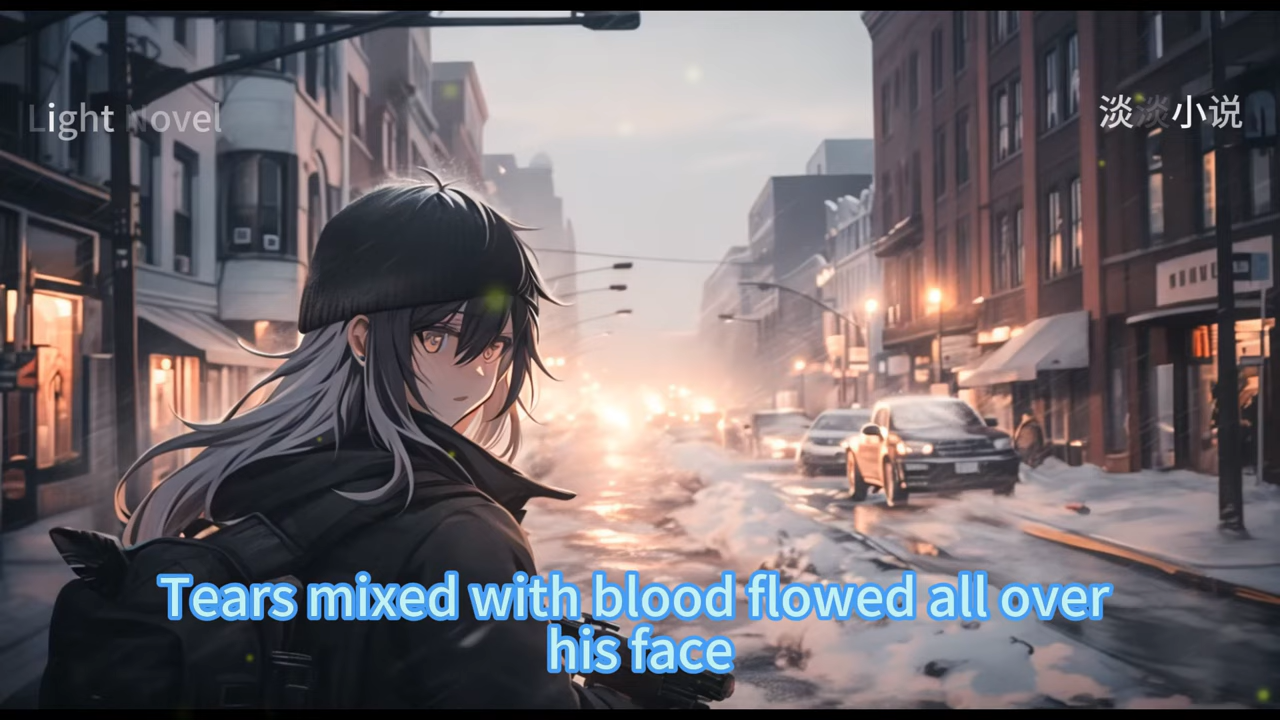 Light Novel
淡淡小说
Tears mixed with blood flowed all over
his face